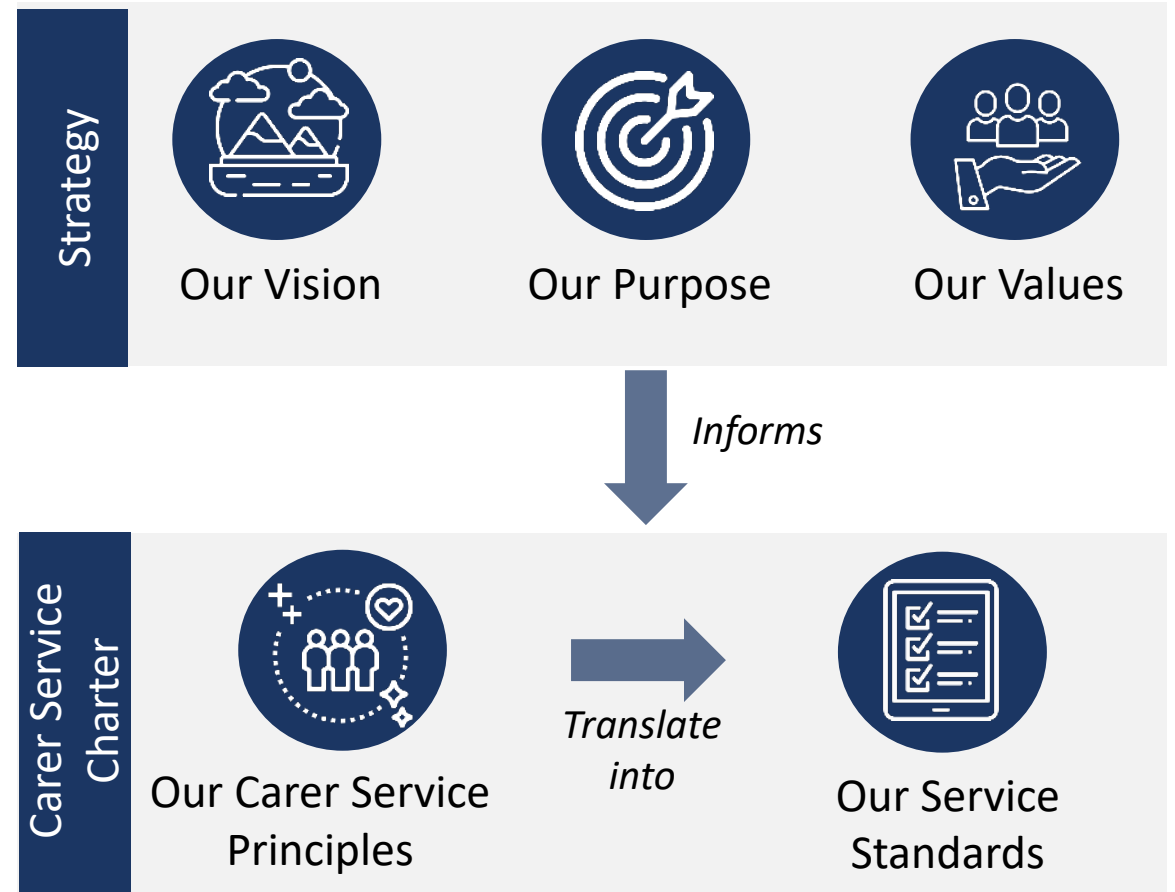 Strategy
Our Vision
Our Purpose
Our Values
Informs
Carer Service
Charter
Our Carer Service
Principles
Translate
into
Our Service
Standards